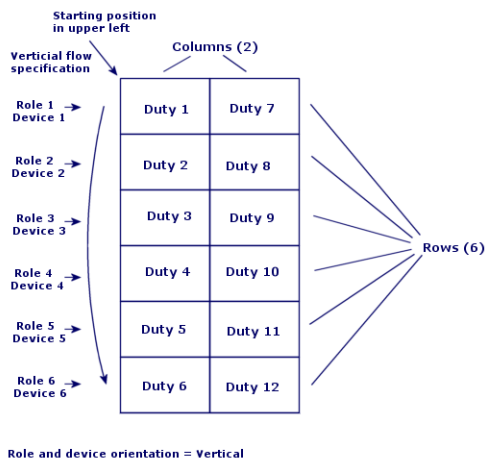 Starting position
in upper left
Columns (2)
Verticial flow
specification
Role 1
Device 1
Duty 1
Duty 7
Role 2
Device 2
Duty 2
Duty 8
Role 3
Device 3
Duty 3
Duty 9
Rows (6)
Role 4
Device 4
Duty 4
Duty 10
Role 5
Device 5
Duty 5
Duty 11
Role 6
Device 6
Duty 6
Duty 12
Role and device orientation = Vertical